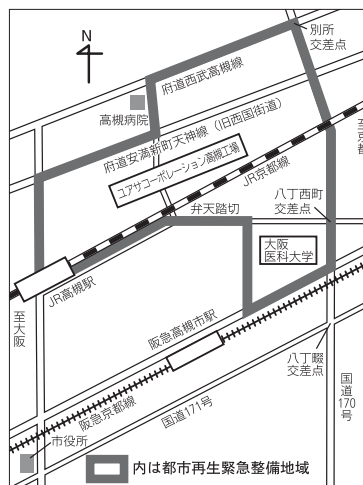 N
別所
交差点
府道西武高槻線
高槻病院
府道安満新町天神線（旧西国街道）
ユアサコーポレーション高槻工場
JR京都線
至京都
八丁西町
交差点
弁天踏切
大阪
医科大学
JR高槻駅
至大阪
阪急高槻市駅
八丁畷
交差点
阪急京都線
国道171号
国道
170号
市役所
内は都市再生緊急整備地域